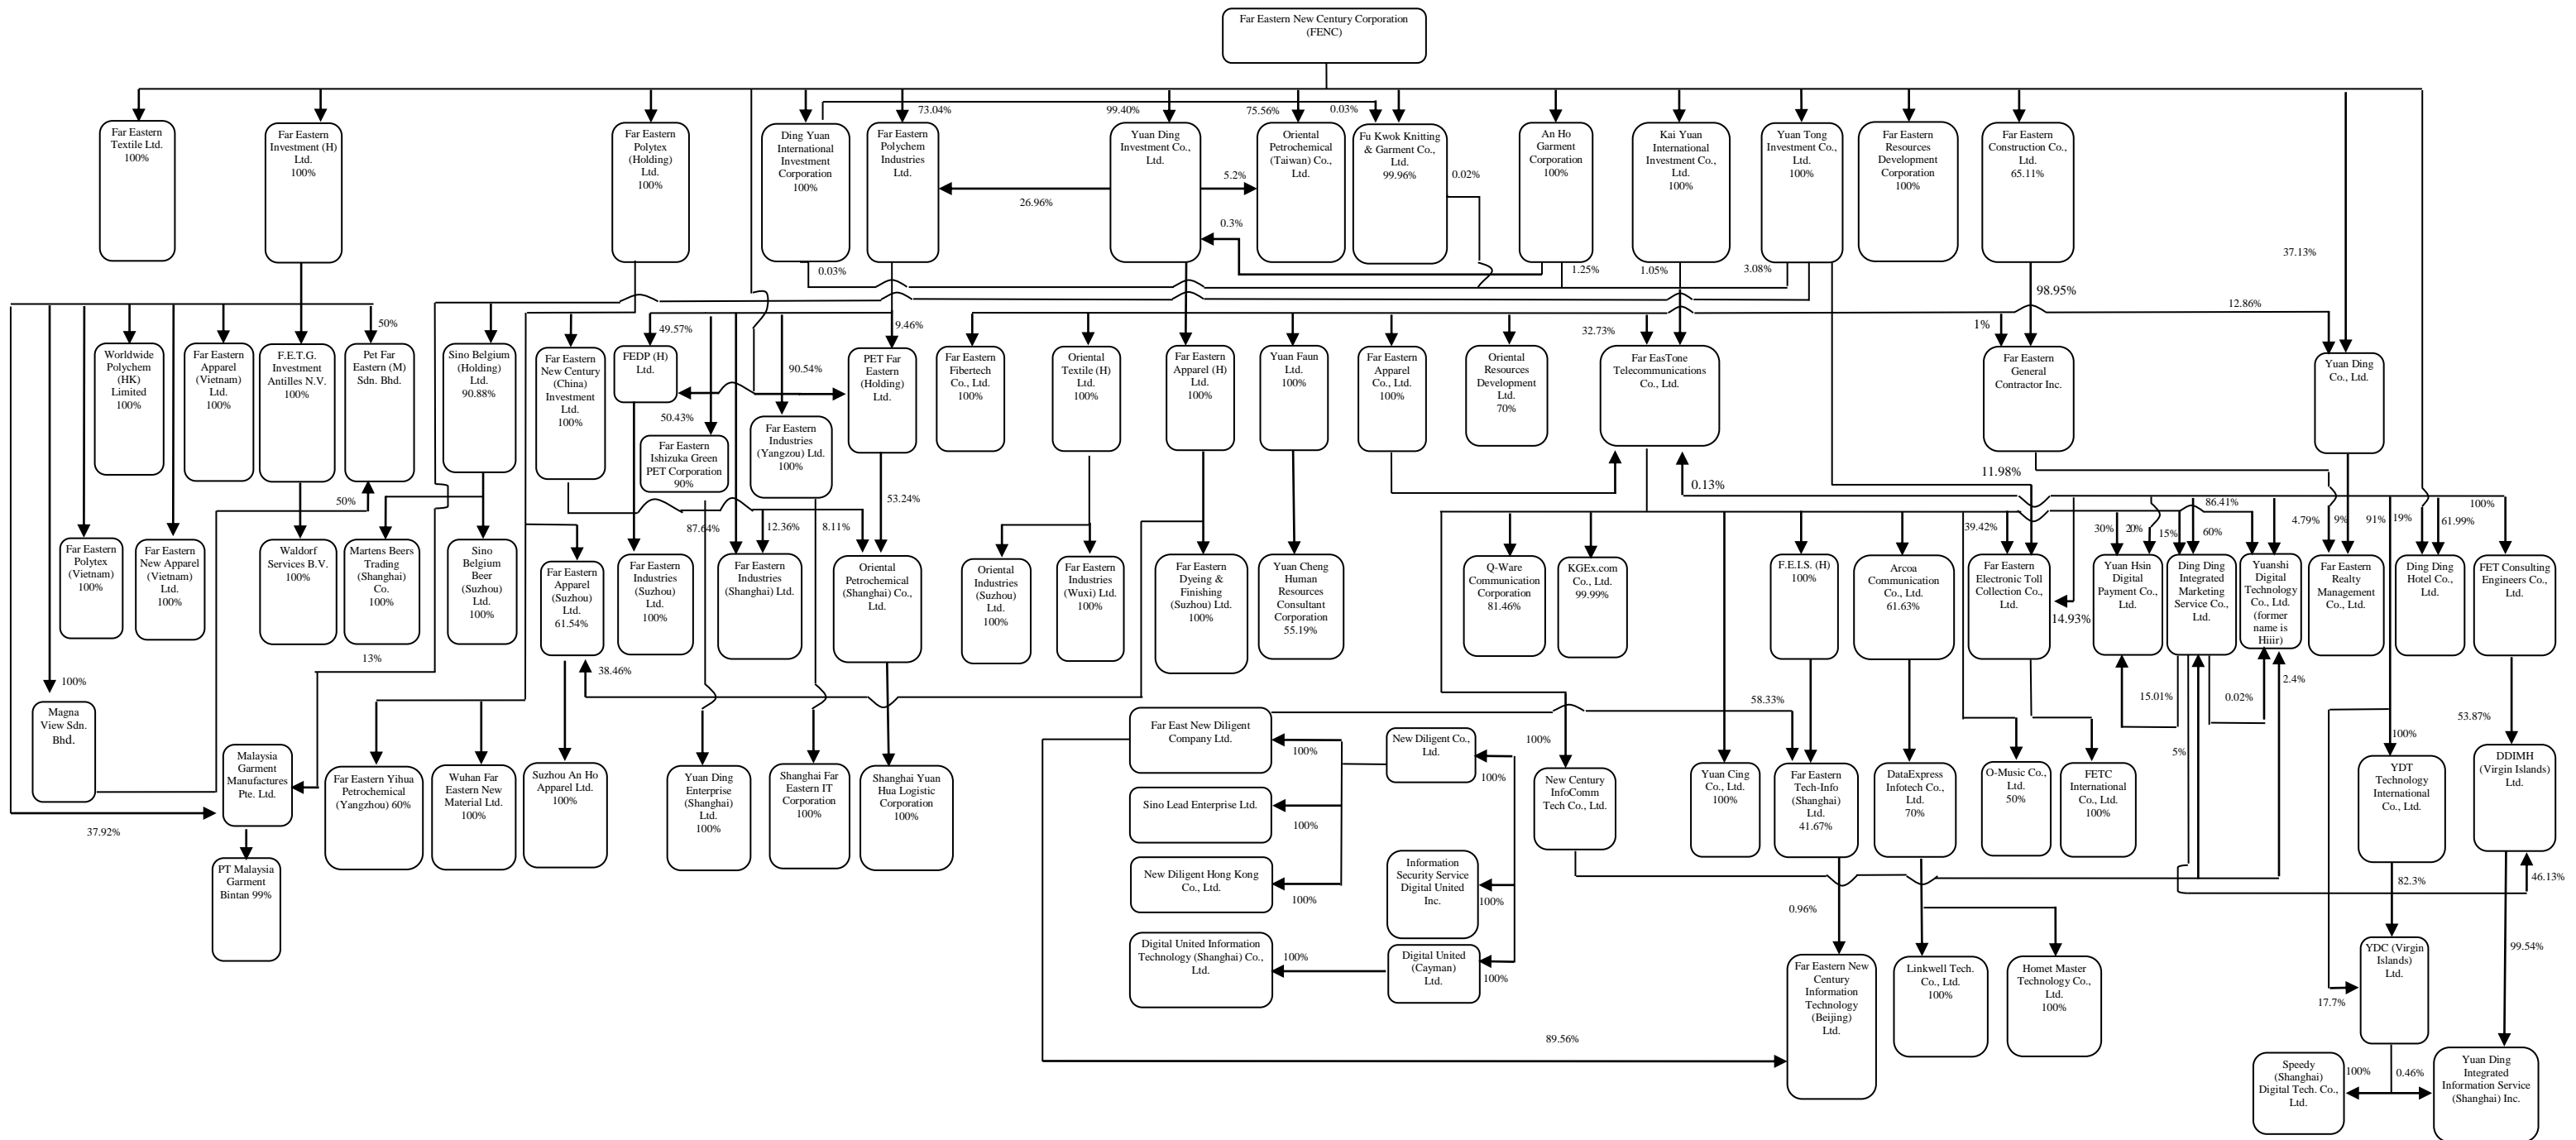 Far Eastern New Century Corporation
(FENC)
73.04%
99.40%
75.56%
0.03%
Far Eastern
Textile Ltd.
100%
Far Eastern
Investment (H)
Ltd.
100%
Far Eastern
Polytex
(Holding)
Ltd.
100%
Ding Yuan
International
Investment
Corporation
100%
Far Eastern
Polychem
Industries
Ltd.
Yuan Ding
Investment Co.,
Ltd.
Oriental
Petrochemical
(Taiwan) Co.,
Ltd.
Fu Kwok Knitting
& Garment Co.,
Ltd.
99.96%
An Ho
Garment
Corporation
100%
Kai Yuan
International
Investment Co.,
Ltd.
100%
Yuan Tong
Investment Co.,
Ltd.
100%
Far Eastern
Resources
Development
Corporation
100%
Far Eastern
Construction Co.,
Ltd.
65.11%
5.2%
0.02%
26.96%
0.3%
37.13%
0.03%
1.25%
1.05%
3.08%
98.95%
12.86%
50%
49.57%
9.46%
32.73%
1%
Worldwide
Polychem
(HK)
Limited
100%
Far Eastern
Apparel
(Vietnam)
Ltd.
100%
F.E.T.G.
Investment
Antilles N.V.
100%
Pet Far
Eastern (M)
Sdn. Bhd.
Sino Belgium
(Holding)
Ltd.
90.88%
Far Eastern
New Century
(China)
Investment
Ltd.
100%
FEDP (H)
Ltd.
90.54%
PET Far
Eastern
(Holding)
Ltd.
Far Eastern
Fibertech
Co., Ltd.
100%
Oriental
Textile (H)
Ltd.
100%
Far Eastern
Apparel (H)
Ltd.
100%
Yuan Faun
Ltd.
100%
Far Eastern
Apparel
Co., Ltd.
100%
Oriental
Resources
Development
Ltd.
70%
Far EasTone
Telecommunications
Co., Ltd.
Far Eastern
General
Contractor Inc.
Yuan Ding
Co., Ltd.
50.43%
Far Eastern
Ishizuka Green
PET Corporation
90%
Far Eastern
Industries
(Yangzou) Ltd.
100%
50%
87.64%
12.36%
8.11%
53.24%
0.13%
11.98%
39.42%
30%
20%
15%
60%
86.41%
4.79%
9%
91%
19%
61.99%
100%
Far Eastern
Polytex
(Vietnam)
100%
Far Eastern
New Apparel
(Vietnam)
Ltd.
100%
Waldorf
Services B.V.
100%
Martens Beers
Trading
(Shanghai)
Co.
100%
Sino
Belgium
Beer
(Suzhou)
Ltd.
100%
Far Eastern
Apparel
(Suzhou)
Ltd.
61.54%
Far Eastern
Industries
(Suzhou)
Ltd.
100%
Far Eastern
Industries
(Shanghai) Ltd.
Oriental
Petrochemical
(Shanghai) Co.,
Ltd.
Oriental
Industries
(Suzhou)
Ltd.
100%
Far Eastern
Industries
(Wuxi) Ltd.
100%
Far Eastern
Dyeing &
Finishing
(Suzhou) Ltd.
100%
Yuan Cheng
Human
Resources
Consultant
Corporation
55.19%
Q-Ware
Communication
Corporation
81.46%
KGEx.com
Co., Ltd.
99.99%
F.E.I.S. (H)
100%
Arcoa
Communication
Co., Ltd.
61.63%
Far Eastern
Electronic Toll
Collection Co.,
Ltd.
14.93%
Yuan Hsin
Digital
Payment Co.,
Ltd.
Ding Ding
Integrated
Marketing
Service Co.,
Ltd.
Yuanshi
Digital
Technology
Co., Ltd.
(former
name is
Hiiir)
Far Eastern
Realty
Management
Co., Ltd.
Ding Ding
Hotel Co.,
Ltd.
FET Consulting
Engineers Co.,
Ltd.
13%
38.46%
100%
15.01%
0.02%
2.4%
58.33%
53.87%
5%
100%
100%
Magna
View Sdn.
Bhd.
Malaysia
Garment
Manufactures
Pte. Ltd.
37.92%
PT Malaysia
Garment
Bintan 99%
Far Eastern Yihua
Petrochemical
(Yangzhou) 60%
Wuhan Far
Eastern New
Material Ltd.
100%
Suzhou An Ho
Apparel Ltd.
100%
Yuan Ding
Enterprise
(Shanghai)
Ltd.
100%
Shanghai Far
Eastern IT
Corporation
100%
Shanghai Yuan
Hua Logistic
Corporation
100%
Far East New Diligent
Company Ltd.
100%
New Diligent Co.,
Ltd.
100%
Sino Lead Enterprise Ltd.
100%
New Diligent Hong Kong
Co., Ltd.
100%
Information
Security Service
Digital United
Inc.
100%
Digital United Information
Technology (Shanghai) Co.,
Ltd.
100%
Digital United
(Cayman)
Ltd.
100%
New Century
InfoComm
Tech Co., Ltd.
Yuan Cing
Co., Ltd.
100%
Far Eastern
Tech-Info
(Shanghai)
Ltd.
41.67%
DataExpress
Infotech Co.,
Ltd.
70%
O-Music Co.,
Ltd.
50%
FETC
International
Co., Ltd.
100%
YDT
Technology
International
Co., Ltd.
DDIMH
(Virgin Islands)
Ltd.
82.3%
46.13%
0.96%
Far Eastern New
Century
Information
Technology
(Beijing)
Ltd.
Linkwell Tech.
Co., Ltd.
100%
Homet Master
Technology Co.,
Ltd.
100%
YDC (Virgin
Islands)
Ltd.
99.54%
17.7%
89.56%
Speedy
(Shanghai)
Digital Tech. Co.,
Ltd.
100%
0.46%
Yuan Ding
Integrated
Information Service
(Shanghai) Inc.